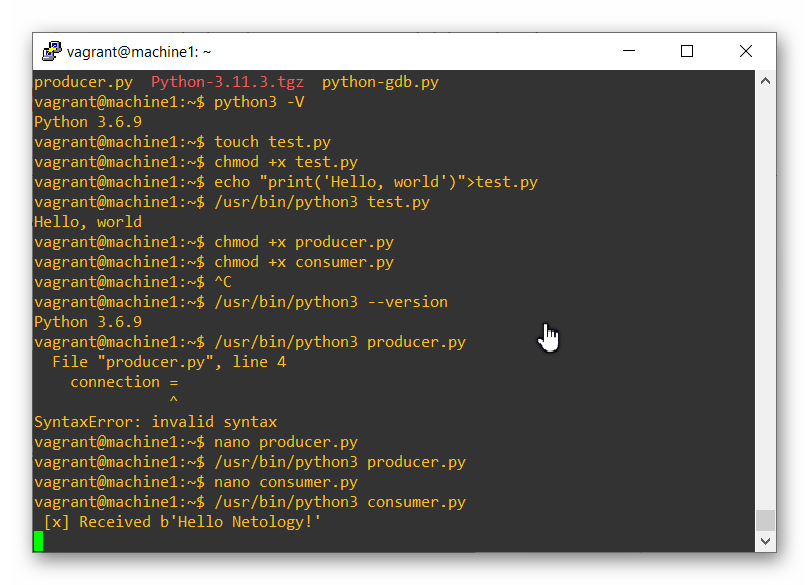 vagrant@machine1: ~
producer.py  Python-3.11.3.tgz  python-gdb.py
vagrant@machine1:~$ python3 -V
Python 3.6.9
vagrant@machine1:~$ touch test.py
vagrant@machine1:~$ chmod +x test.py
vagrant@machine1:~$ echo "print('Hello, world')">test.py
vagrant@machine1:~$ /usr/bin/python3 test.py
Hello, world
vagrant@machine1:~$ chmod +x producer.py
vagrant@machine1:~$ chmod +x consumer.py
vagrant@machine1:~$ ^C
vagrant@machine1:~$ /usr/bin/python3 --version
Python 3.6.9
vagrant@machine1:~$ /usr/bin/python3 producer.py
  File "producer.py", line 4
    connection =
               ^
SyntaxError: invalid syntax
vagrant@machine1:~$ nano producer.py
vagrant@machine1:~$ /usr/bin/python3 producer.py
vagrant@machine1:~$ nano consumer.py
vagrant@machine1:~$ /usr/bin/python3 consumer.py
 [x] Received b'Hello Netology!'